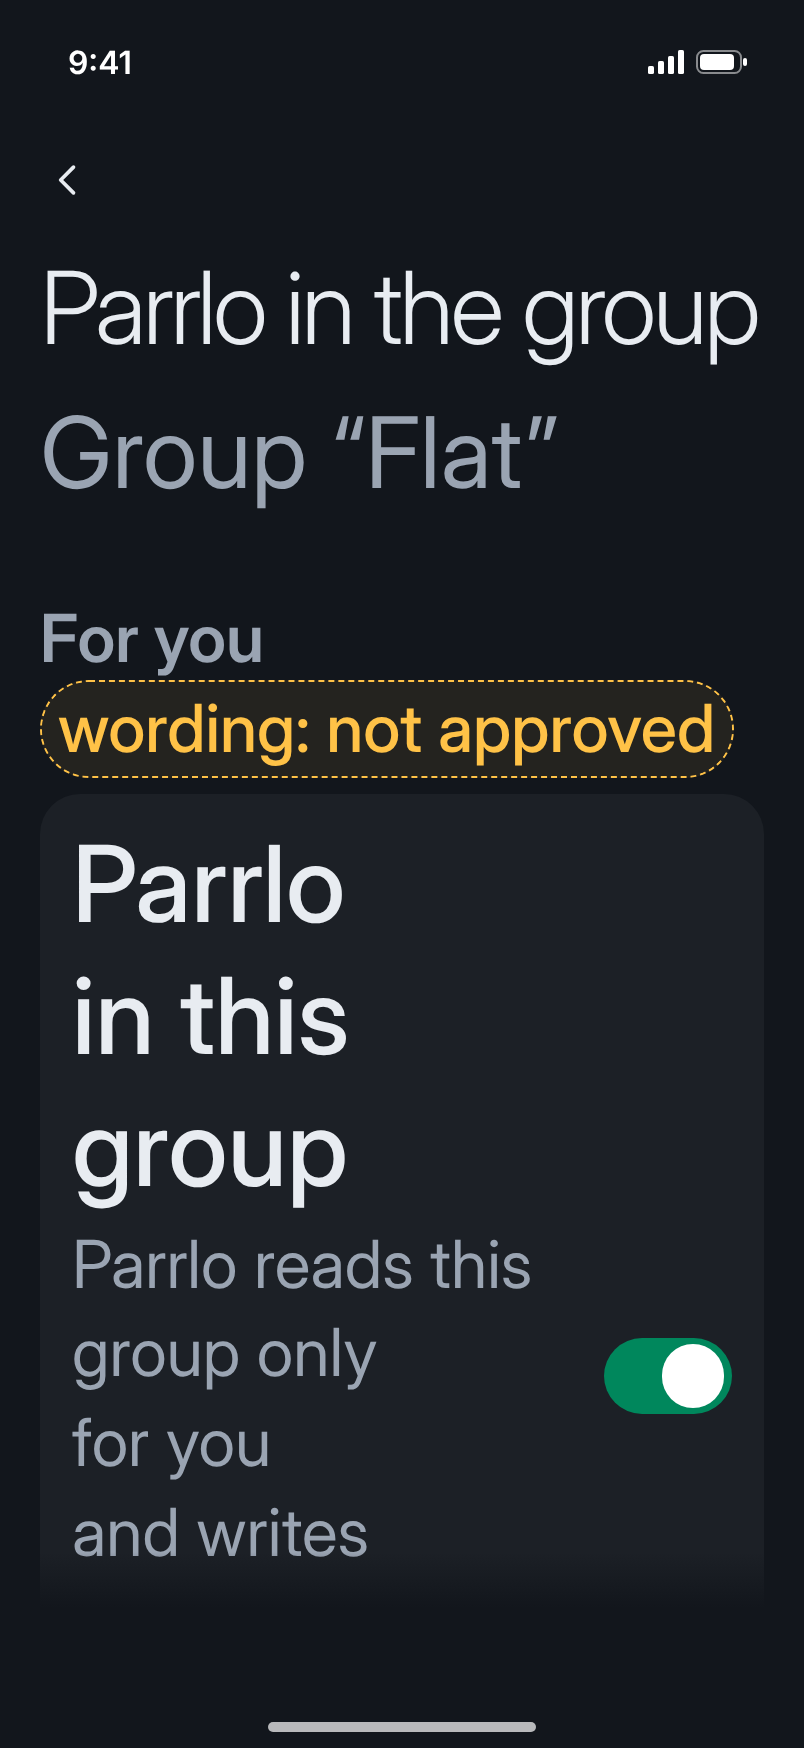 9:41
Parrlo in the group
Group “Flat”
For you
wording: not approved
Parrlo
in this
group
Parrlo reads this
group only
for you
and writes